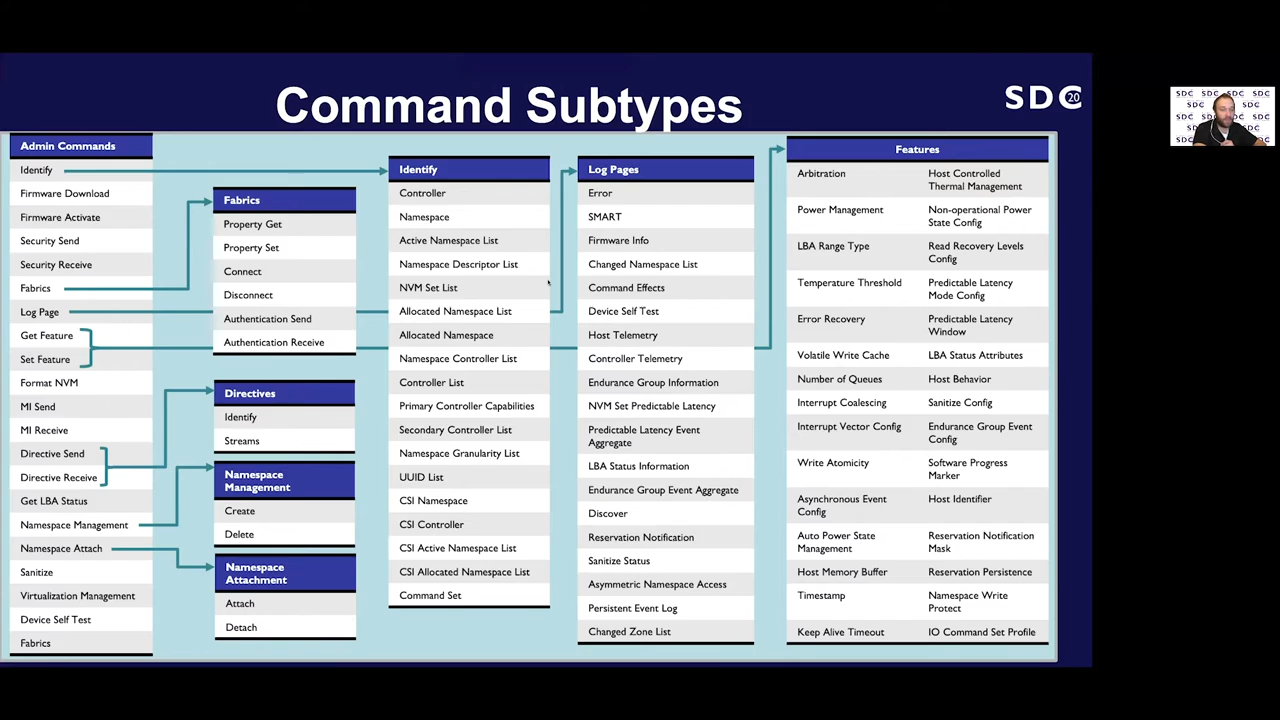 Command Subtypes
SDC 20
Admin Commands
Identify
Firmware Download
Firmware Activate
Security Send
Security Receive
Fabrics
Log Page
Get Feature
Set Feature
Format NVM
MI Send
MI Receive
Directive Send
Directive Receive
Get LBA Status
Namespace Management
Namespace Attach
Sanitize
Virtualization Management
Device Self Test
Fabrics
Fabrics
Property Get
Property Set
Connect
Disconnect
Authentication Send
Authentication Receive
Directives
Identify
Streams
Namespace
Management
Create
Delete
Namespace
Attachment
Attach
Detach
Identify
Controller
Namespace
Active Namespace List
Namespace Descriptor List
NVM Set List
Allocated Namespace List
Allocated Namespace
Namespace Controller List
Controller List
Primary Controller Capabilities
Secondary Controller List
Namespace Granularity List
UUID List
CSI Namespace
CSI Controller
CSI Active Namespace List
CSI Allocated Namespace List
Command Set
Log Pages
Error
SMART
Firmware Info
Changed Namespace List
Command Effects
Device Self Test
Host Telemetry
Controller Telemetry
Endurance Group Information
NVM Set Predictable Latency
Predictable Latency Event
Aggregate
LBA Status Information
Endurance Group Event Aggregate
Discover
Reservation Notification
Sanitize Status
Asymmetric Namespace Access
Persistent Event Log
Changed Zone List
Features
Arbitration
Power Management
LBA Range Type
Temperature Threshold
Error Recovery
Volatile Write Cache
Number of Queues
Interrupt Coalescing
Interrupt Vector Config
Write Atomicity
Asynchronous Event
Config
Auto Power State
Management
Host Memory Buffer
Timestamp
Keep Alive Timeout
Host Controlled
Thermal Management
Non-operational Power
State Config
Read Recovery Levels
Config
Predictable Latency
Mode Config
Predictable Latency
Window
LBA Status Attributes
Host Behavior
Sanitize Config
Endurance Group Event
Config
Software Progress
Marker
Host Identifier
Reservation Notification
Mask
Reservation Persistence
Namespace Write
Protect
IO Command Set Profile
SDC SDC SDC SDC